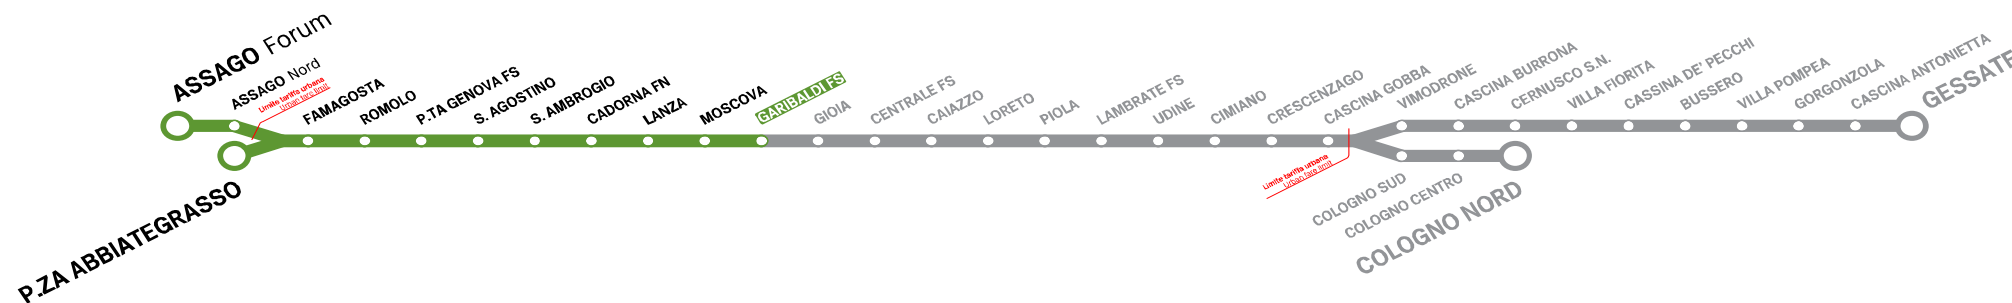 ASSAGO Forum
ASSAGO Nord
Limite tariffa urbana
Urban fare limit
P.ZA ABBIATEGRASSO
FAMAGOSTA
ROMOLO
P.TA GENOVA FS
S. AGOSTINO
S. AMBROGIO
CADORNA FN
LANZA
MOSCOVA
GARIBALDI FS
GIOIA
CENTRALE FS
CAIAZZO
LORETO
PIOLA
LAMBRATE FS
UDINE
CIMIANO
CRESCENZAGO
CASCINA GOBBA
Limite tariffa urbana
Urban fare limit
VIMODRONE
CASCINA BURRONA
CERNUSCO S.N.
VILLA FIORITA
CASSINA DE' PECCHI
BUSSERO
VILLA POMPEA
GORGONZOLA
CASCINA ANTONIETTA
GESSATE
COLOGNO SUD
COLOGNO CENTRO
COLOGNO NORD